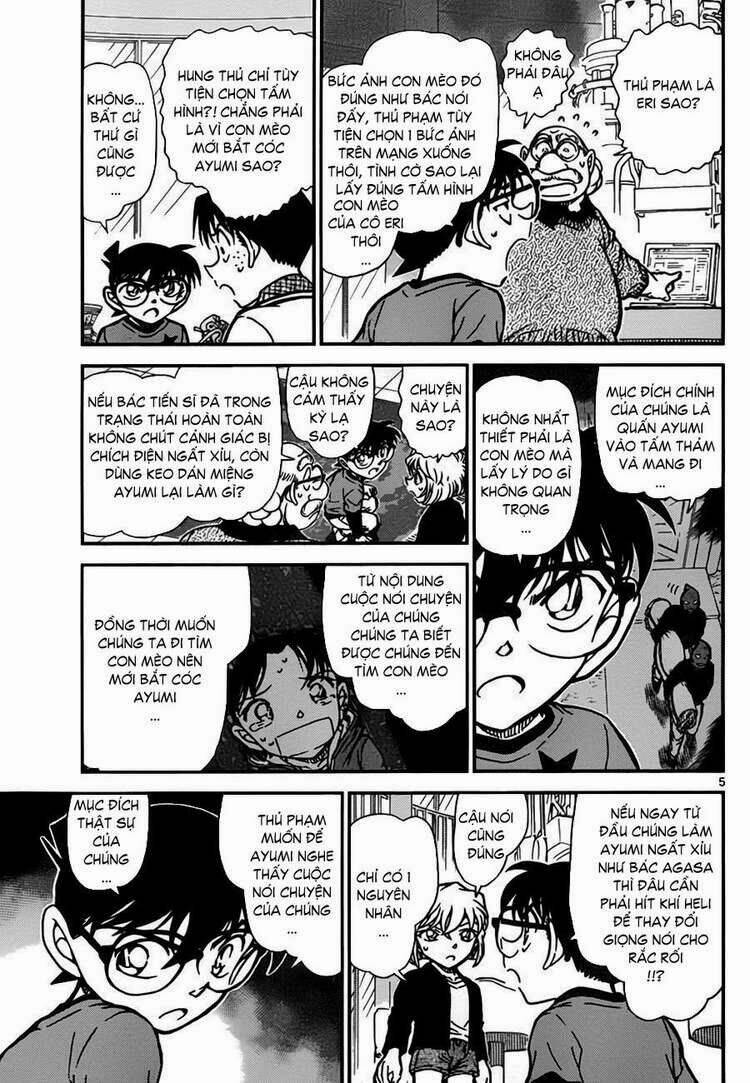 THỦ PHẠM LÀ
ERI SAO?
KHÔNG
PHẢI ĐÂU
Ạ
BỨC ẢNH CON MÈO ĐÓ
ĐÚNG NHƯ BÁC NÓI
ĐẤY, THỦ PHẠM TÙY
TIỆN CHỌN 1 BỨC ẢNH
TRÊN MẠNG XUỐNG
THÔI, TÌNH CỜ SAO LẠI
LẤY ĐÚNG TẤM HÌNH
CON MÈO
CỦA CÔ ERI
THÔI
...
HUNG THỦ CHỈ TÙY
TIỆN CHỌN TẤM
HÌNH?! CHẲNG PHẢI
LÀ VÌ CON MÈO
MỚI BẮT CÓC
AYUMI SAO?
KHÔNG...
BẤT CỨ
THỨ GÌ
CŨNG
ĐƯỢC
...
MỤC ĐÍCH CHÍNH
CỦA CHÚNG LÀ
QUẤN AYUMI
VÀO TẤM THẢM
VÀ MANG ĐI
...
KHÔNG NHẤT
THIẾT PHẢI LÀ
CON MÈO MÀ
LẤY LÝ DO GÌ
KHÔNG QUAN
TRỌNG
...
CHUYỆN
NÀY LÀ
SAO?
CẬU KHÔNG
CẢM THẤY
KỲ LẠ
SAO?
NẾU BÁC TIẾN SĨ ĐÃ TRONG
TRẠNG THÁI HOÀN TOÀN
KHÔNG CHÚT CẢNH GIÁC BỊ
CHÍCH ĐIỆN NGẤT XỈU, CÒN
DÙNG KEO DÁN MIỆNG
AYUMI LẠI LÀM GÌ?
TỪ NỘI DUNG
CUỘC NÓI CHUYỆN
CỦA CHÚNG
CHÚNG TA BIẾT
ĐƯỢC CHÚNG ĐẾN
TÌM CON MÈO
...
ĐỒNG THỜI MUỐN
CHÚNG TA ĐI TÌM
CON MÈO NÊN
MỚI BẮT CÓC
AYUMI
...
5
NẾU NGAY TỪ
ĐẦU CHÚNG LÀM
AYUMI NGẤT XỈU
NHƯ BÁC AGASA
THÌ ĐÂU CẦN
PHẢI HÍT KHÍ HELI
ĐỂ THAY ĐỔI
GIỌNG NÓI CHO
RẮC RỐI
!!?
CẬU NÓI
CŨNG
ĐÚNG
CHỈ CÓ 1
NGUYÊN
NHÂN
...
THỦ PHẠM
MUỐN ĐỂ
AYUMI NGHE
THẤY CUỘC
NÓI CHUYỆN
CỦA CHÚNG
...
MỤC ĐÍCH
THẬT SỰ
CỦA
CHÚNG
...